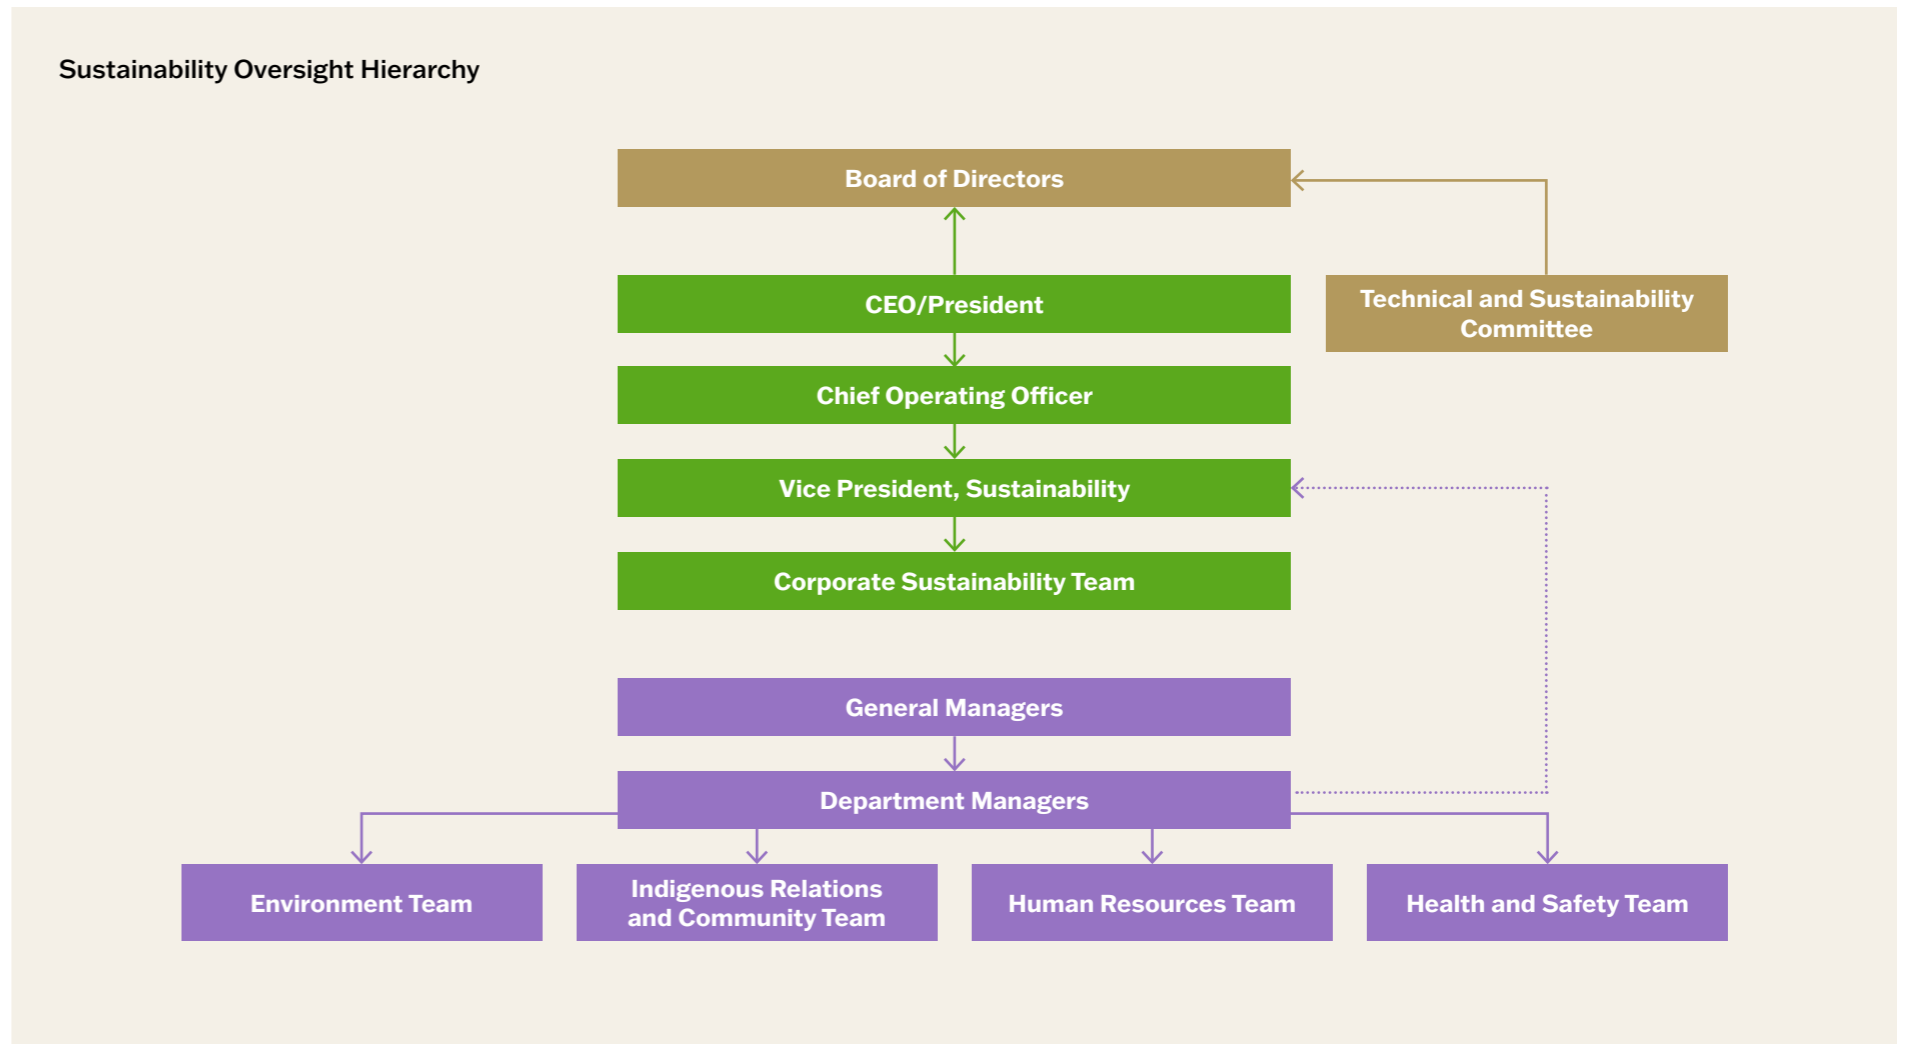 Sustainability Oversight Hierarchy
Board of Directors
CEO/President
Technical and Sustainability
Committee
Chief Operating Officer
Vice President, Sustainability
Corporate Sustainability Team
General Managers
Department Managers
Environment Team
Indigenous Relations
and Community Team
Human Resources Team
Health and Safety Team